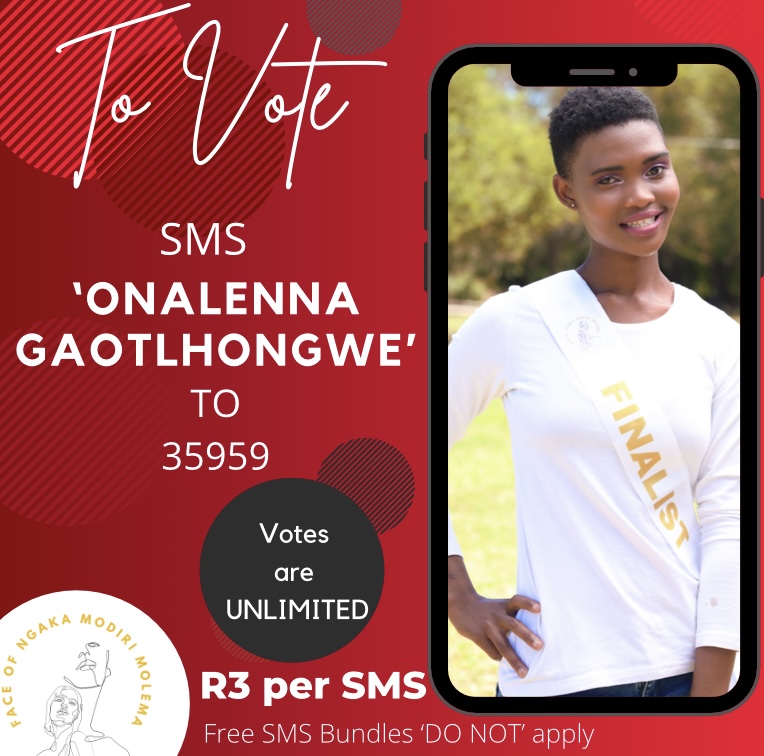 To Vote
SMS
‘ONALENNA
GAOTLHONGWE’
TO
35959
Votes
are
UNLIMITED
R3 per SMS
Free SMS Bundles ‘DO NOT’ apply
FACE OF NGAKA MODIRI MOLEMA
FINALIST